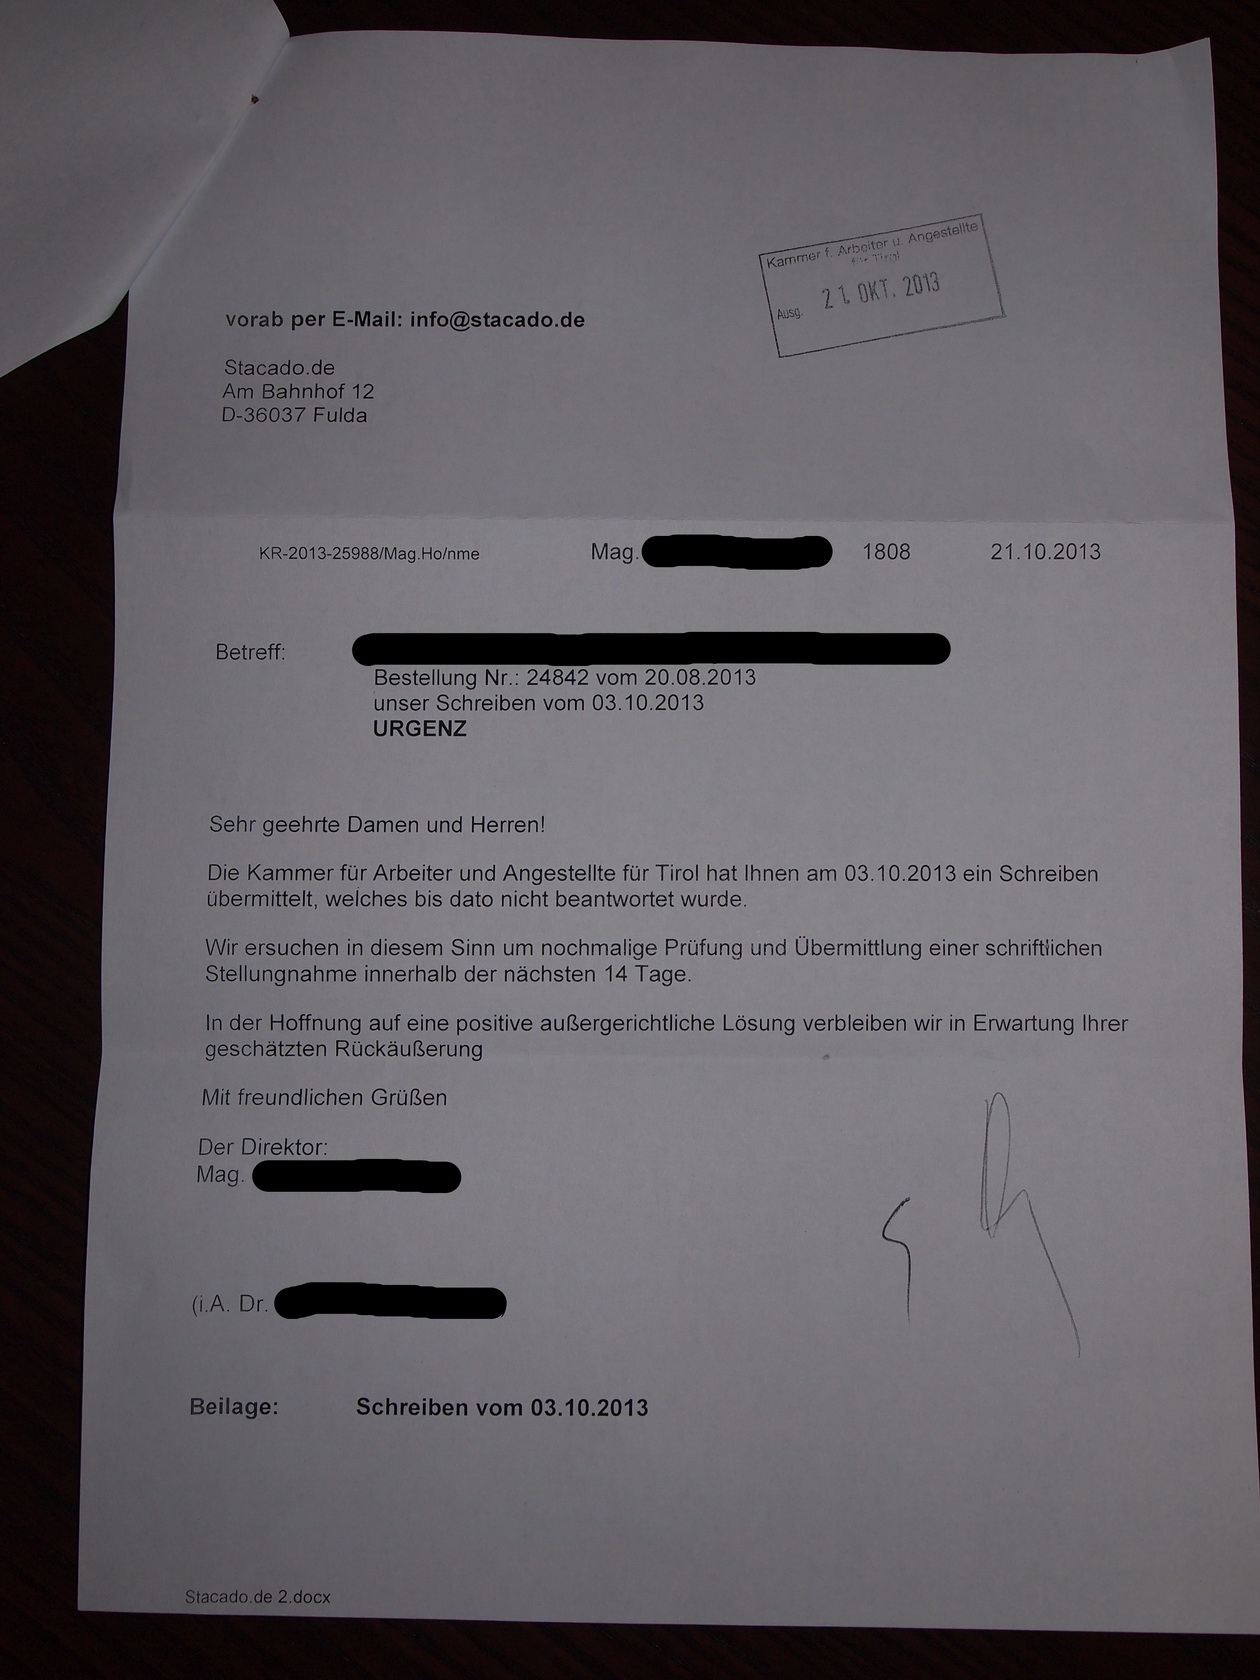 Kammer f. Arbeiter u. Angestellte
Tirol
Ausg. 21. OKT. 2013
vorab per E-Mail: info@stacado.de
Stacado.de
Am Bahnhof 12
D-36037 Fulda
KR-2013-25988/Mag.Ho/nme Mag. 1808 21.10.2013
Betreff:
Bestellung Nr.: 24842 vom 20.08.2013
unser Schreiben vom 03.10.2013
URGENZ
Sehr geehrte Damen und Herren!
Die Kammer für Arbeiter und Angestellte für Tirol hat Ihnen am 03.10.2013 ein Schreiben
übermittelt, welches bis dato nicht beantwortet wurde.
Wir ersuchen in diesem Sinn um nochmalige Prüfung und Übermittlung einer schriftlichen
Stellungnahme innerhalb der nächsten 14 Tage.
In der Hoffnung auf eine positive außergerichtliche Lösung verbleiben wir in Erwartung Ihrer
geschätzten Rückäußerung
Mit freundlichen Grüßen
Der Direktor:
Mag.
(i.A. Dr.
Beilage: Schreiben vom 03.10.2013
Stacado.de 2.docx